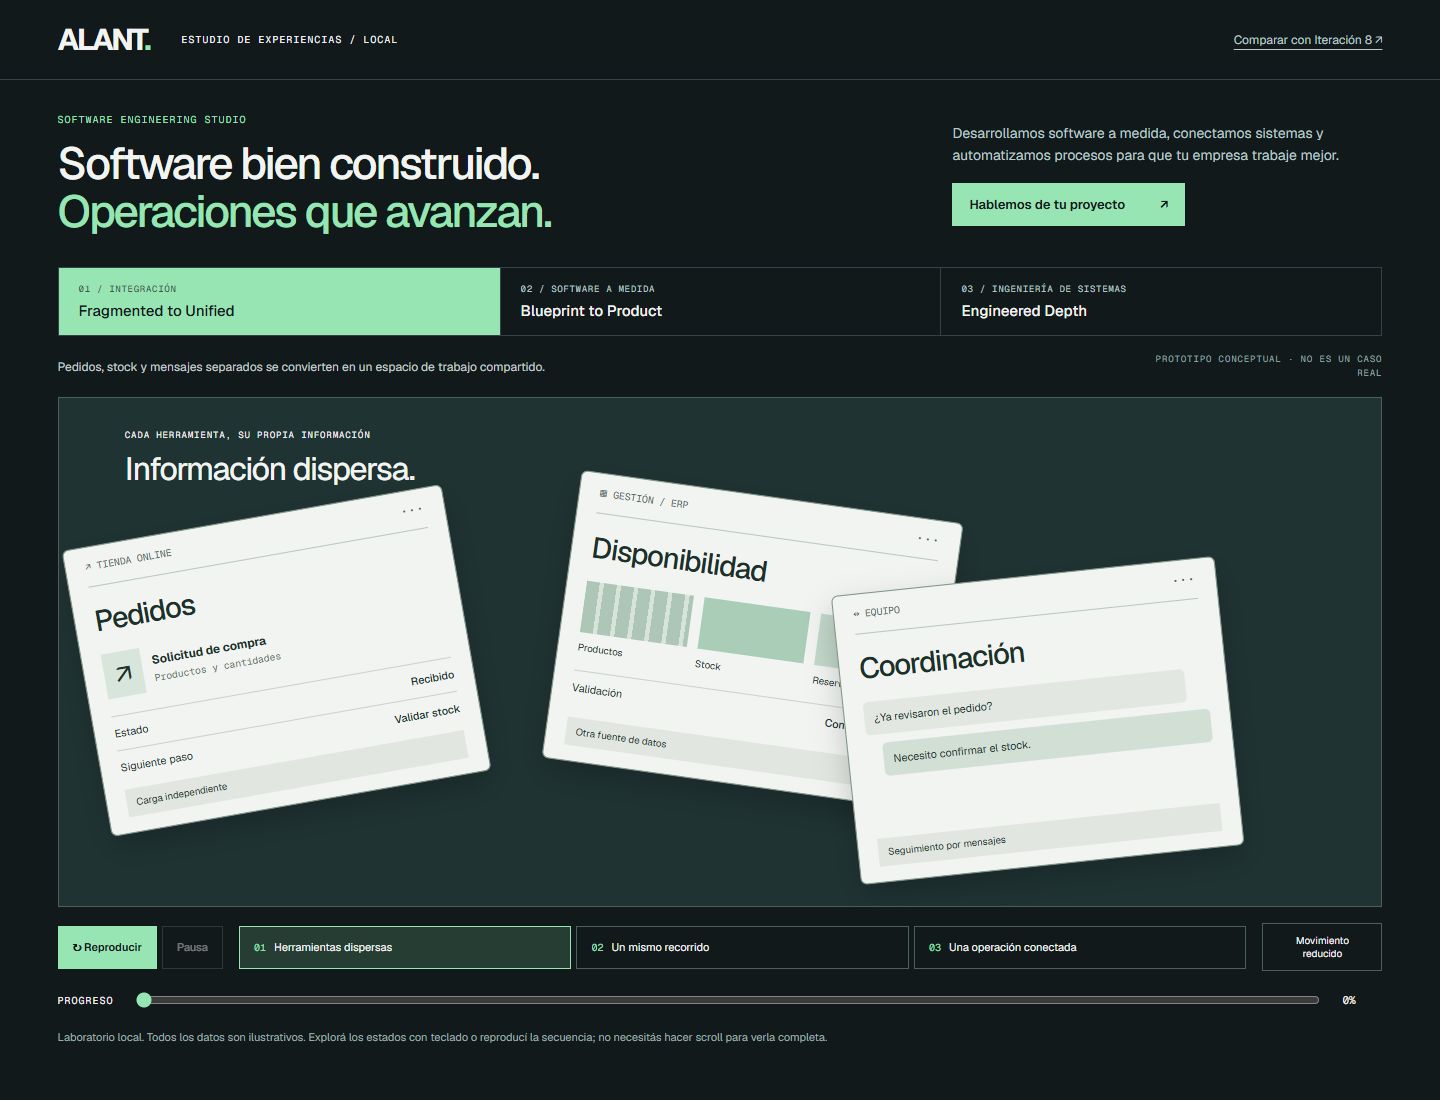 ALANT.
ESTUDIO DE EXPERIENCIAS / LOCAL
Comparar con Iteración 8 ↗
SOFTWARE ENGINEERING STUDIO
Software bien construido.
Operaciones que avanzan.
Desarrollamos software a medida, conectamos sistemas y
automatizamos procesos para que tu empresa trabaje mejor.
Hablemos de tu proyecto ↗
01 / INTEGRACIÓN
Fragmented to Unified
02 / SOFTWARE A MEDIDA
Blueprint to Product
03 / INGENIERÍA DE SISTEMAS
Engineered Depth
Pedidos, stock y mensajes separados se convierten en un espacio de trabajo compartido.
PROTOTIPO CONCEPTUAL · NO ES UN CASO
REAL
CADA HERRAMIENTA, SU PROPIA INFORMACIÓN
Información dispersa.
↗ TIENDA ONLINE
Pedidos
Solicitud de compra
Productos y cantidades
Estado
Recibido
Siguiente paso
Validar stock
Carga independiente
GESTIÓN / ERP
Disponibilidad
Productos
Stock
Reserv
Validación
Con
Otra fuente de datos
EQUIPO
Coordinación
¿Ya revisaron el pedido?
Necesito confirmar el stock.
Seguimiento por mensajes
↻ Reproducir
Pausa
01 Herramientas dispersas
02 Un mismo recorrido
03 Una operación conectada
Movimiento
reducido
PROGRESO
0%
Laboratorio local. Todos los datos son ilustrativos. Explorá los estados con teclado o reproducí la secuencia; no necesitás hacer scroll para verla completa.